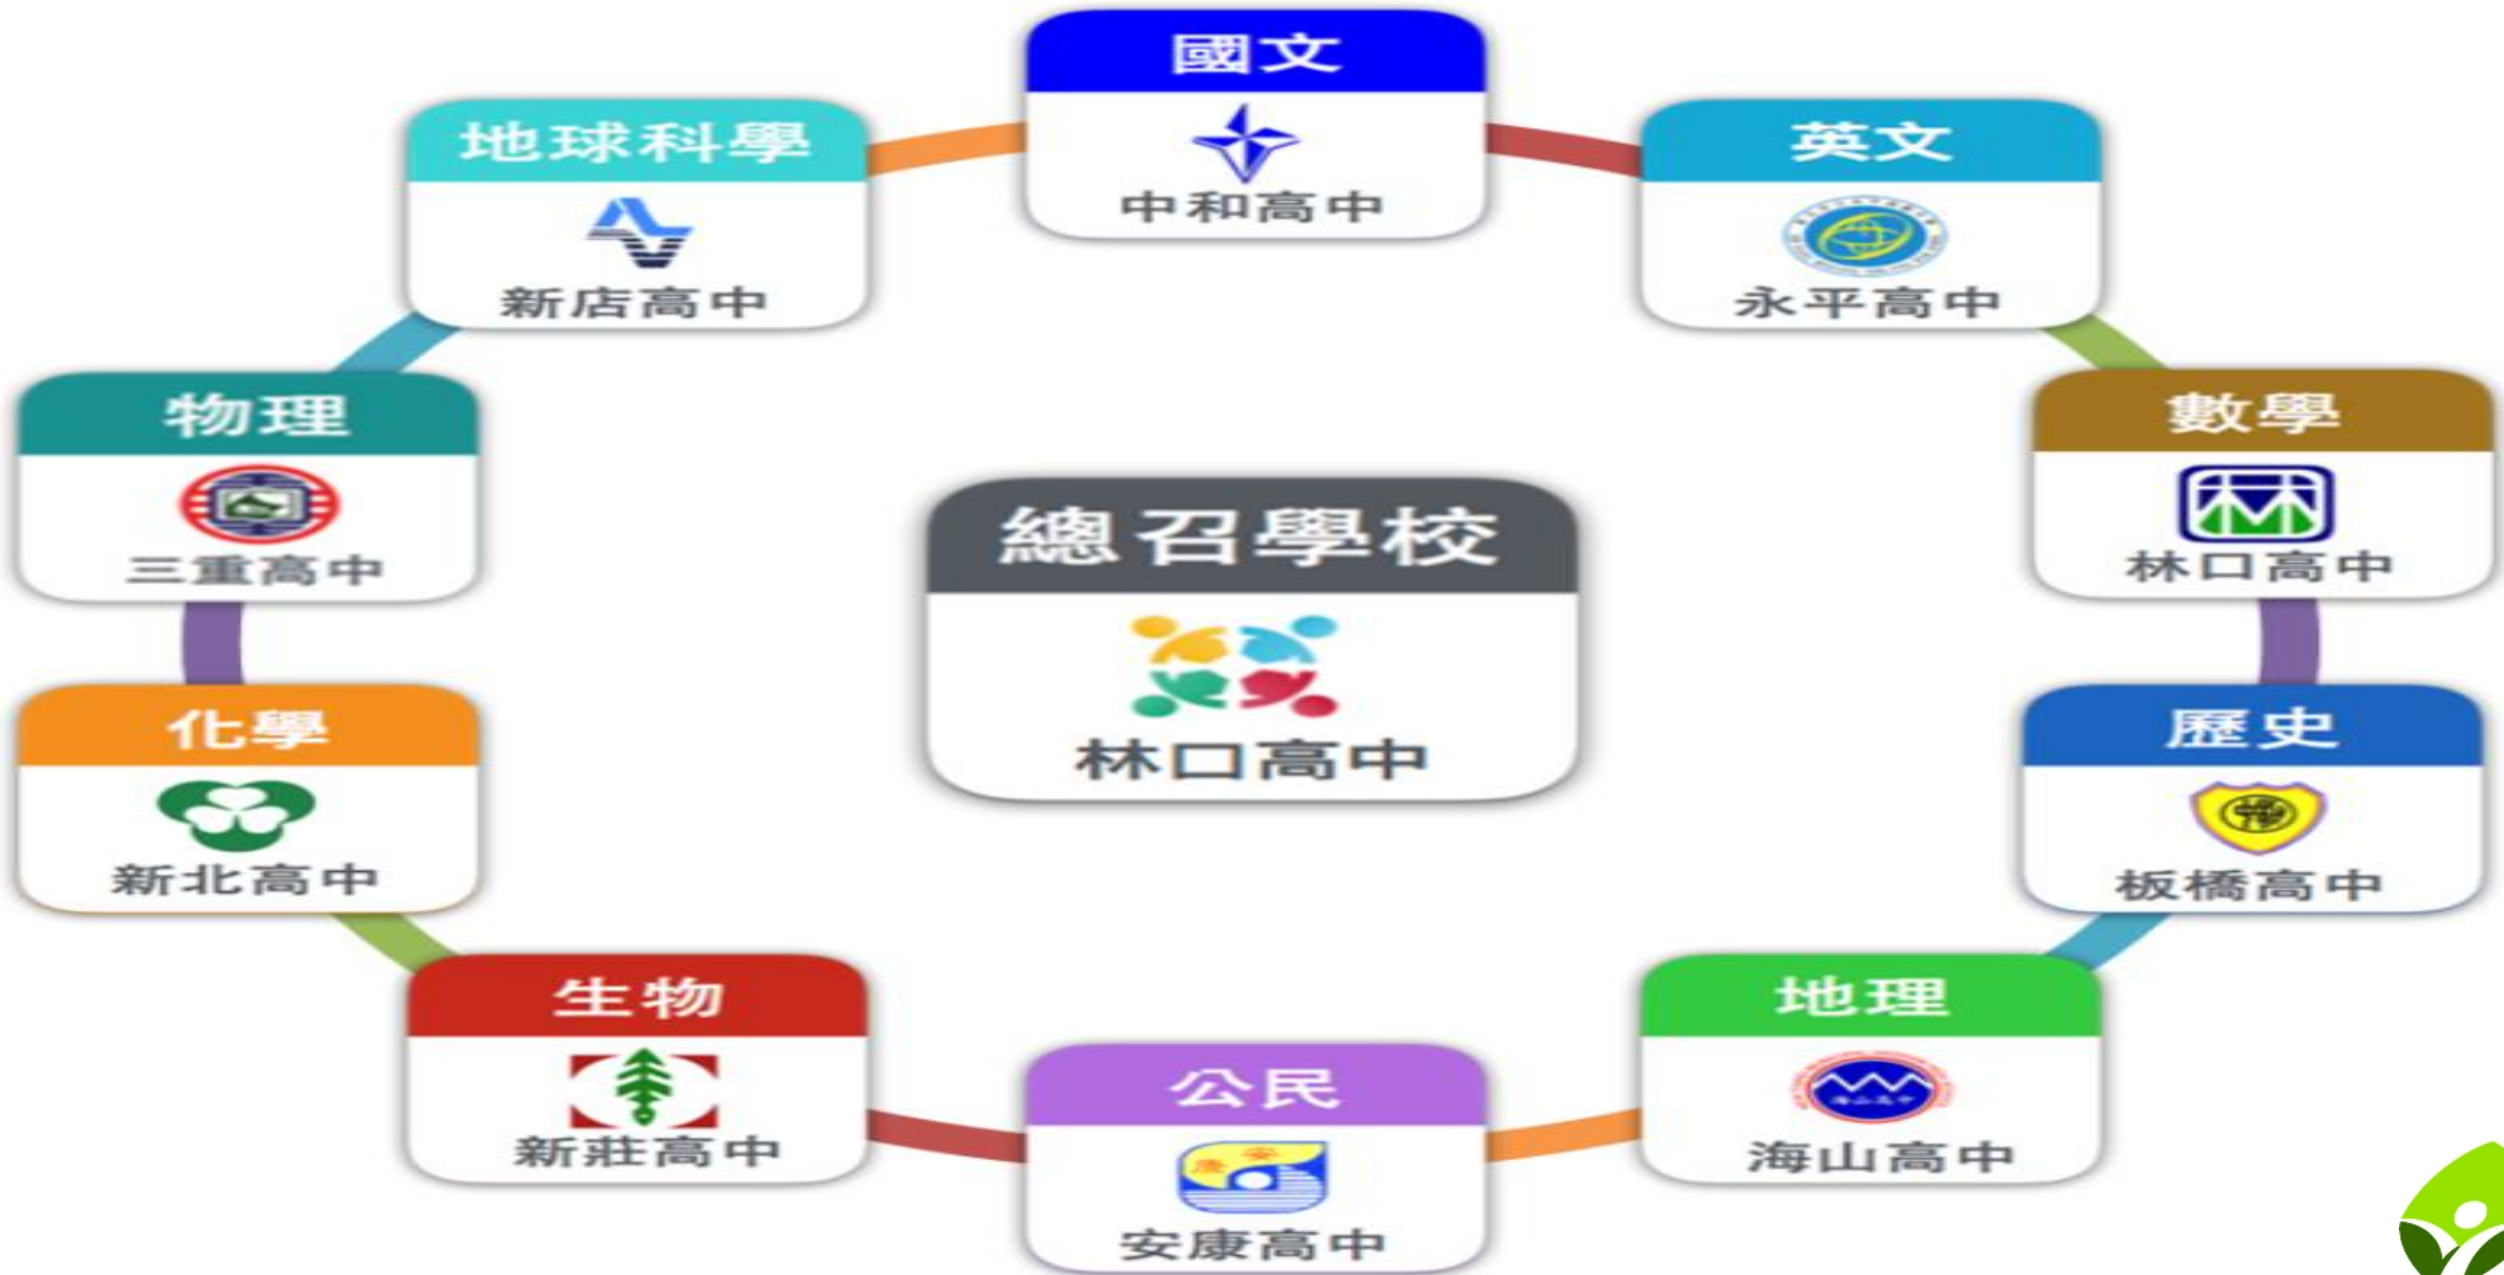 國文
中和高中
英文
永平高中
數學
林口高中
歷史
板橋高中
地理
海山高中
公民
安康高中
生物
新莊高中
化學
新北高中
物理
三重高中
地球科學
新店高中
總召學校
林口高中